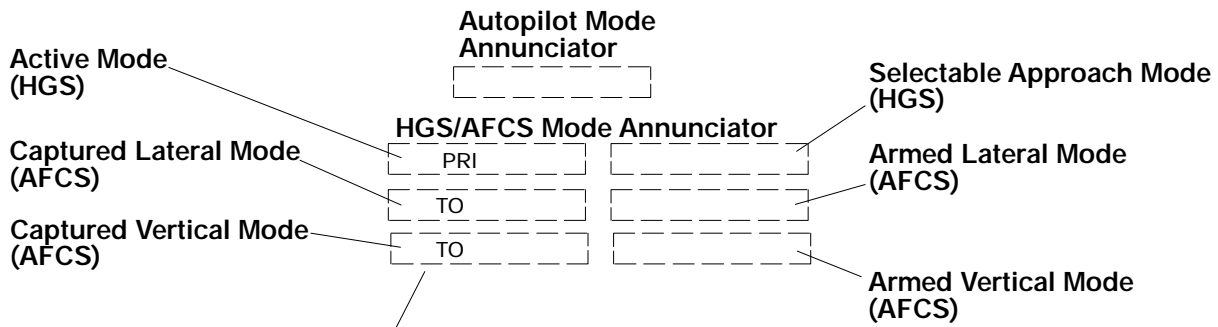 Autopilot Mode
Annunciator
Active Mode
(HGS)
Selectable Approach Mode
(HGS)
HGS/AFCS Mode Annunciator
PRI
Captured Lateral Mode
(AFCS)
Armed Lateral Mode
(AFCS)
TO
Captured Vertical Mode
(AFCS)
TO
Armed Vertical Mode
(AFCS)